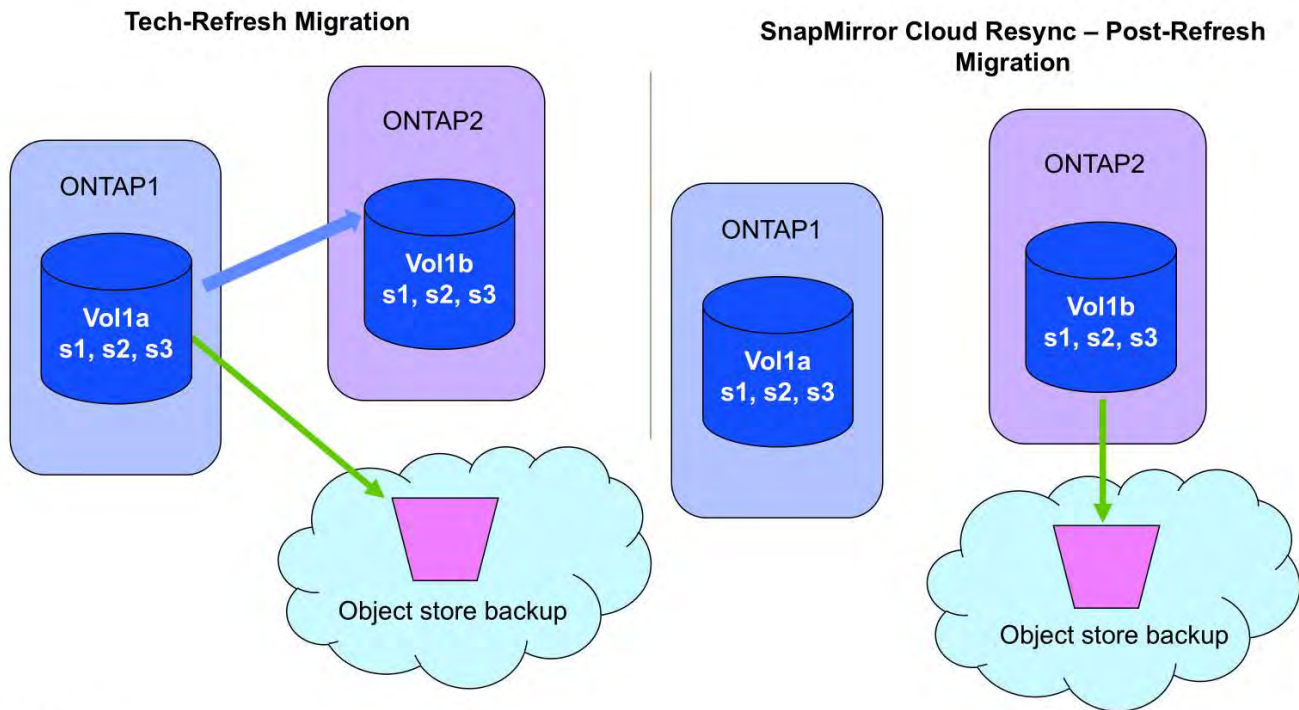 Tech-Refresh Migration
ONTAP1
Vol1a
s1, s2, s3
ONTAP2
Vol1b
s1, s2, s3
Object store backup
SnapMirror Cloud Resync – Post-Refresh
Migration
ONTAP1
Vol1a
s1, s2, s3
ONTAP2
Vol1b
s1, s2, s3
Object store backup